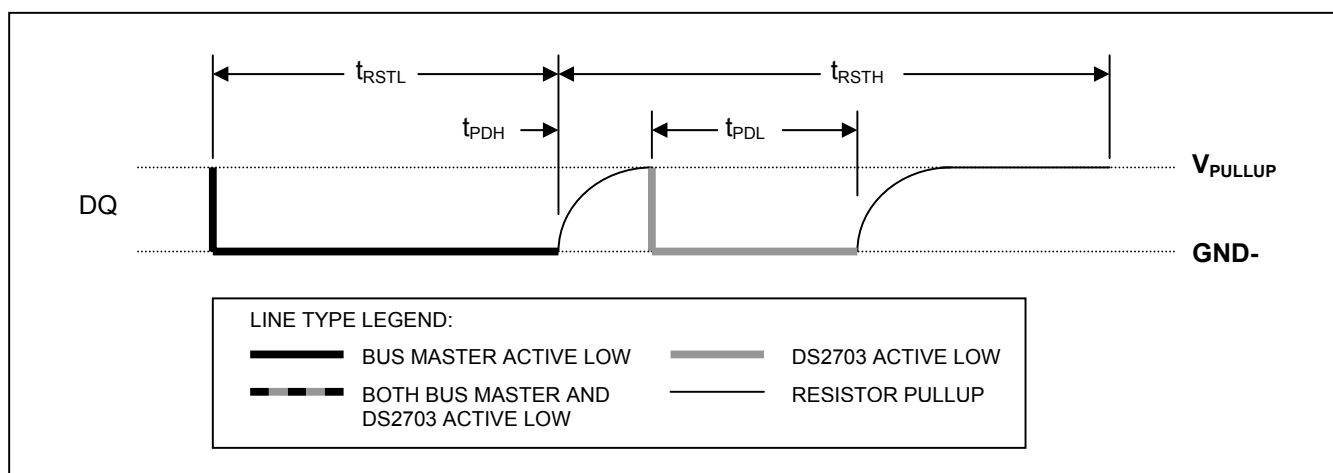 tRSTL
tRSTH
tPDH
tPDL
VPULLUP
DQ
GND-
LINE TYPE LEGEND:
BUS MASTER ACTIVE LOW
DS2703 ACTIVE LOW
BOTH BUS MASTER AND
DS2703 ACTIVE LOW
RESISTOR PULLUP